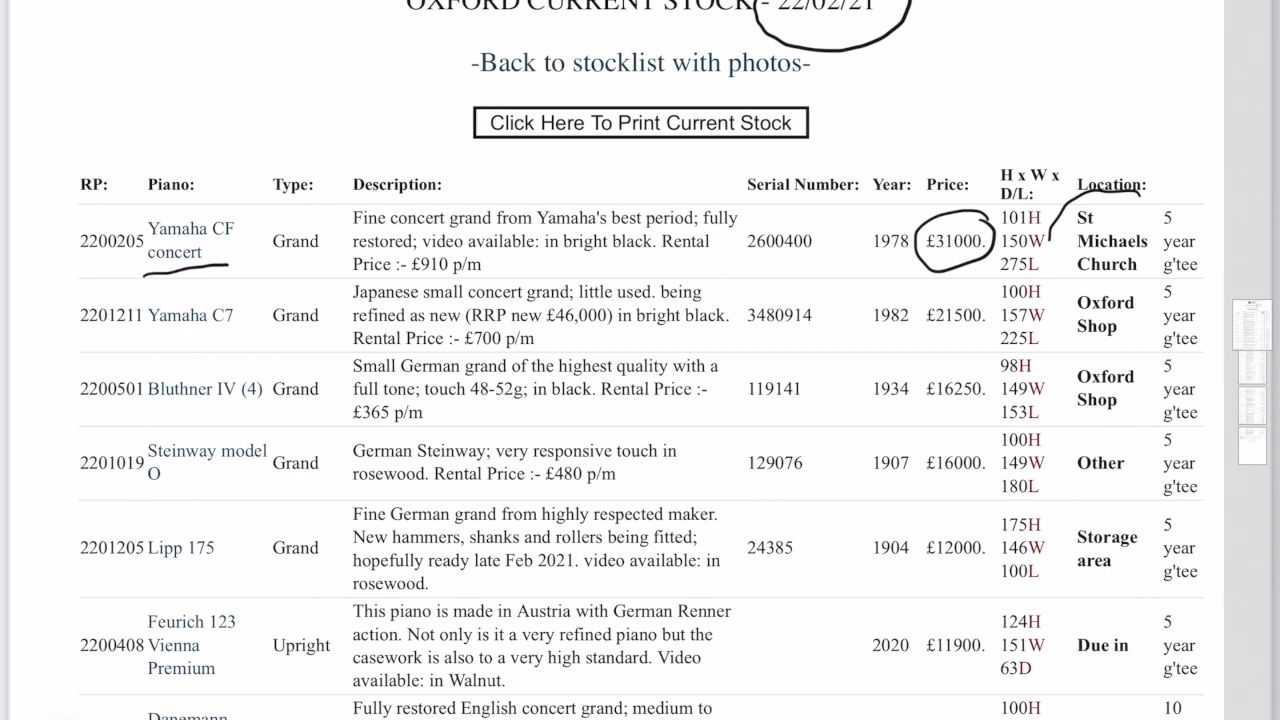 OXFORD CURRENT STOCK - 22/02/21
-Back to stocklist with photos-
Click Here To Print Current Stock
RP: Piano: Type: Description: Serial Number: Year: Price: H x W x D/L: Location:
2200205 Yamaha CF concert Grand Fine concert grand from Yamaha's best period; fully restored; video available: in bright black. Rental Price :- £910 p/m 2600400 1978 £31000. 101H 150W 275L St Michaels Church 5 year g'tee
2201211 Yamaha C7 Grand Japanese small concert grand; little used. being refined as new (RRP new £46,000) in bright black. Rental Price :- £700 p/m 3480914 1982 £21500. 100H 157W 225L Oxford Shop 5 year g'tee
2200501 Bluthner IV (4) Grand Small German grand of the highest quality with a full tone; touch 48-52g; in black. Rental Price :- £365 p/m 119141 1934 £16250. 98H 149W 153L Oxford Shop 5 year g'tee
2201019 Steinway model O Grand German Steinway; very responsive touch in rosewood. Rental Price :- £480 p/m 129076 1907 £16000. 100H 149W 180L Other 5 year g'tee
2201205 Lipp 175 Grand Fine German grand from highly respected maker. New hammers, shanks and rollers being fitted; hopefully ready late Feb 2021. video available: in rosewood. 24385 1904 £12000. 175H 146W 100L Storage area 5 year g'tee
2200408 Feurich 123 Vienna Premium Upright This piano is made in Austria with German Renner action. Not only is it a very refined piano but the casework is also to a very high standard. Video available: in Walnut. 2020 £11900. 124H 151W 63D Due in 5 year g'tee
Danemann Fully restored English concert grand; medium to 100H 10